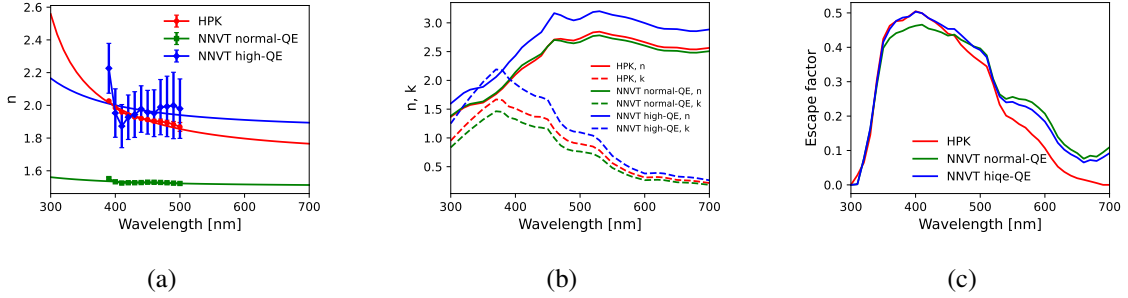 2.6
2.4
2.2
2.0
1.8
1.6
n
300 400 500 600 700
Wavelength [nm]
HPK
NNVT normal-QE
NNVT high-QE
(a)
3.0
2.5
2.0
1.5
1.0
0.5
n, k
300 400 500 600 700
Wavelength [nm]
HPK, n
HPK, k
NNVT normal-QE, n
NNVT normal-QE, k
NNVT high-QE, n
NNVT high-QE, k
(b)
0.5
0.4
0.3
0.2
0.1
0.0
Escape factor
300 400 500 600 700
Wavelength [nm]
HPK
NNVT normal-QE
NNVT hiqe-QE
(c)